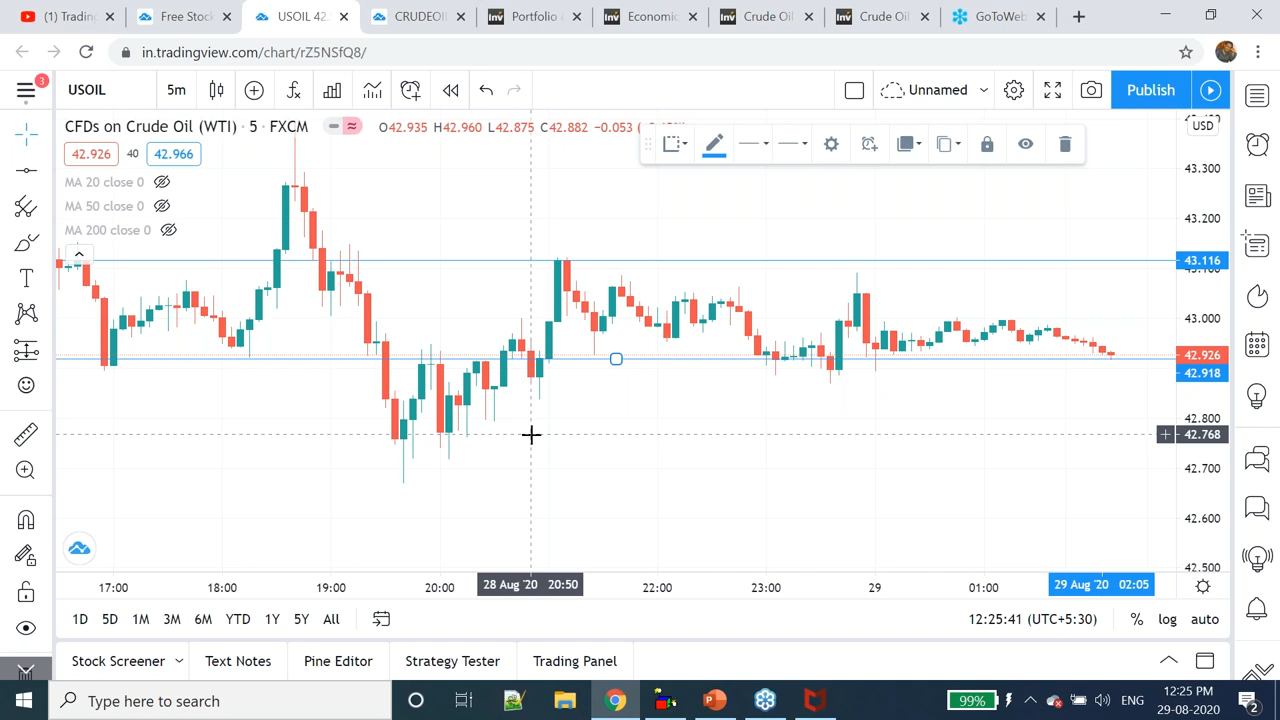 (1) Trading
Free Stock
USOIL 42.
CRUDEOI
Portfolio
Economic
Crude Oil
Crude Oil
GoToWeb
in.tradingview.com/chart/rZ5NSfQ8/
3
USOIL
5m
Unnamed
Publish
CFDs on Crude Oil (WTI) · 5 · FXCM
O42.935 H42.960 L42.875 C42.882 −0.053
USD
42.926
40
42.966
MA 20 close 0
MA 50 close 0
MA 200 close 0
43.300
43.200
43.116
43.100
43.000
42.926
42.918
42.800
42.768
42.700
42.600
42.500
17:00
18:00
19:00
20:00
28 Aug '20 20:50
22:00
23:00
29
01:00
29 Aug '20 02:05
1D
5D
1M
3M
6M
YTD
1Y
5Y
All
12:25:41 (UTC+5:30)
%
log
auto
Stock Screener
Text Notes
Pine Editor
Strategy Tester
Trading Panel
Type here to search
99%
ENG
12:25 PM
29-08-2020
2